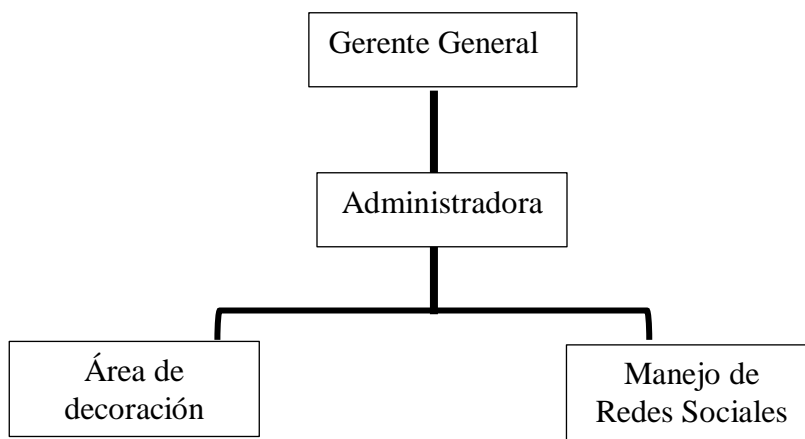 Gerente General
Administradora
Área de
decoración
Manejo de
Redes Sociales